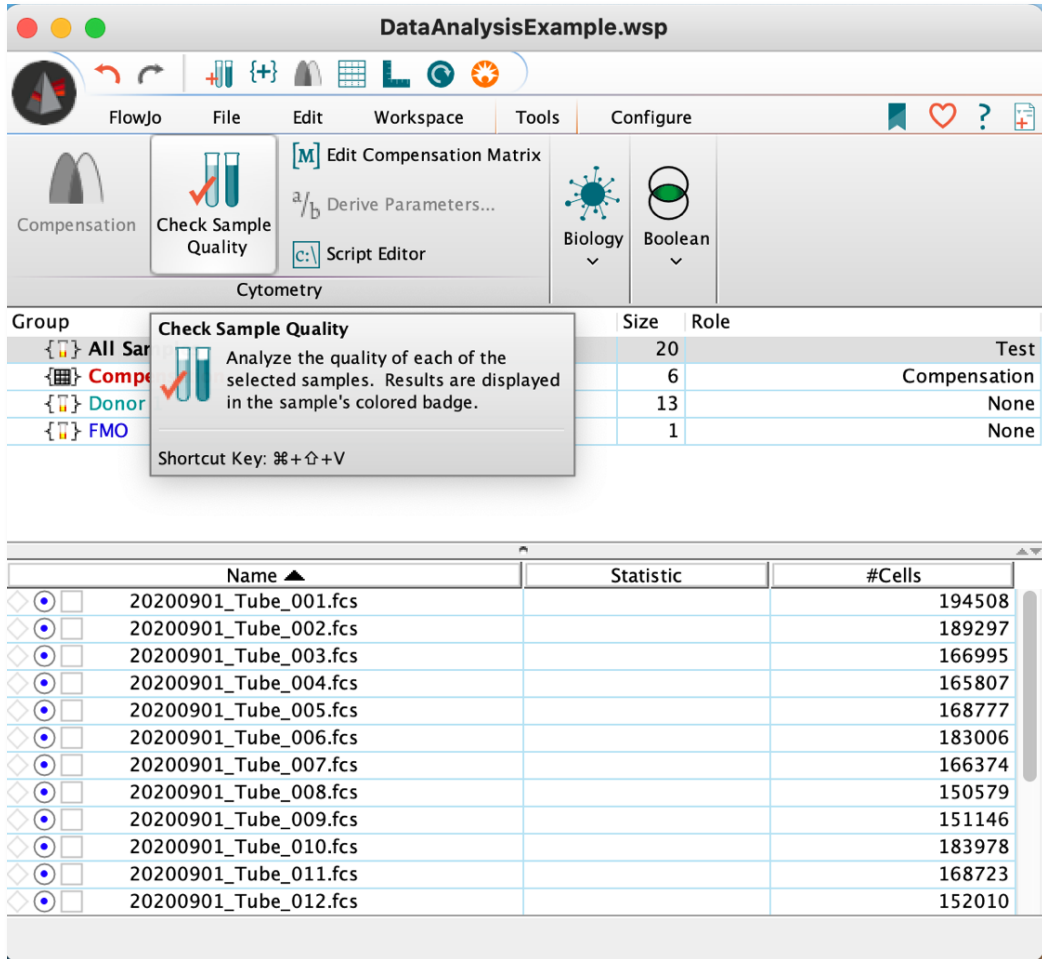 DataAnalysisExample.wsp
FlowJo File Edit Workspace Tools Configure
[M] Edit Compensation Matrix
a/b Derive Parameters...
c:\ Script Editor
Compensation
Check Sample
Quality
Biology
Boolean
Cytometry
Group Size Role
All Sa 20 Test
Compe 6 Compensation
Donor 13 None
FMO 1 None
Check Sample Quality
Analyze the quality of each of the
selected samples. Results are displayed
in the sample's colored badge.
Shortcut Key: ⌘+⇧+V
Name Statistic #Cells
20200901_Tube_001.fcs 194508
20200901_Tube_002.fcs 189297
20200901_Tube_003.fcs 166995
20200901_Tube_004.fcs 165807
20200901_Tube_005.fcs 168777
20200901_Tube_006.fcs 183006
20200901_Tube_007.fcs 166374
20200901_Tube_008.fcs 150579
20200901_Tube_009.fcs 151146
20200901_Tube_010.fcs 183978
20200901_Tube_011.fcs 168723
20200901_Tube_012.fcs 152010